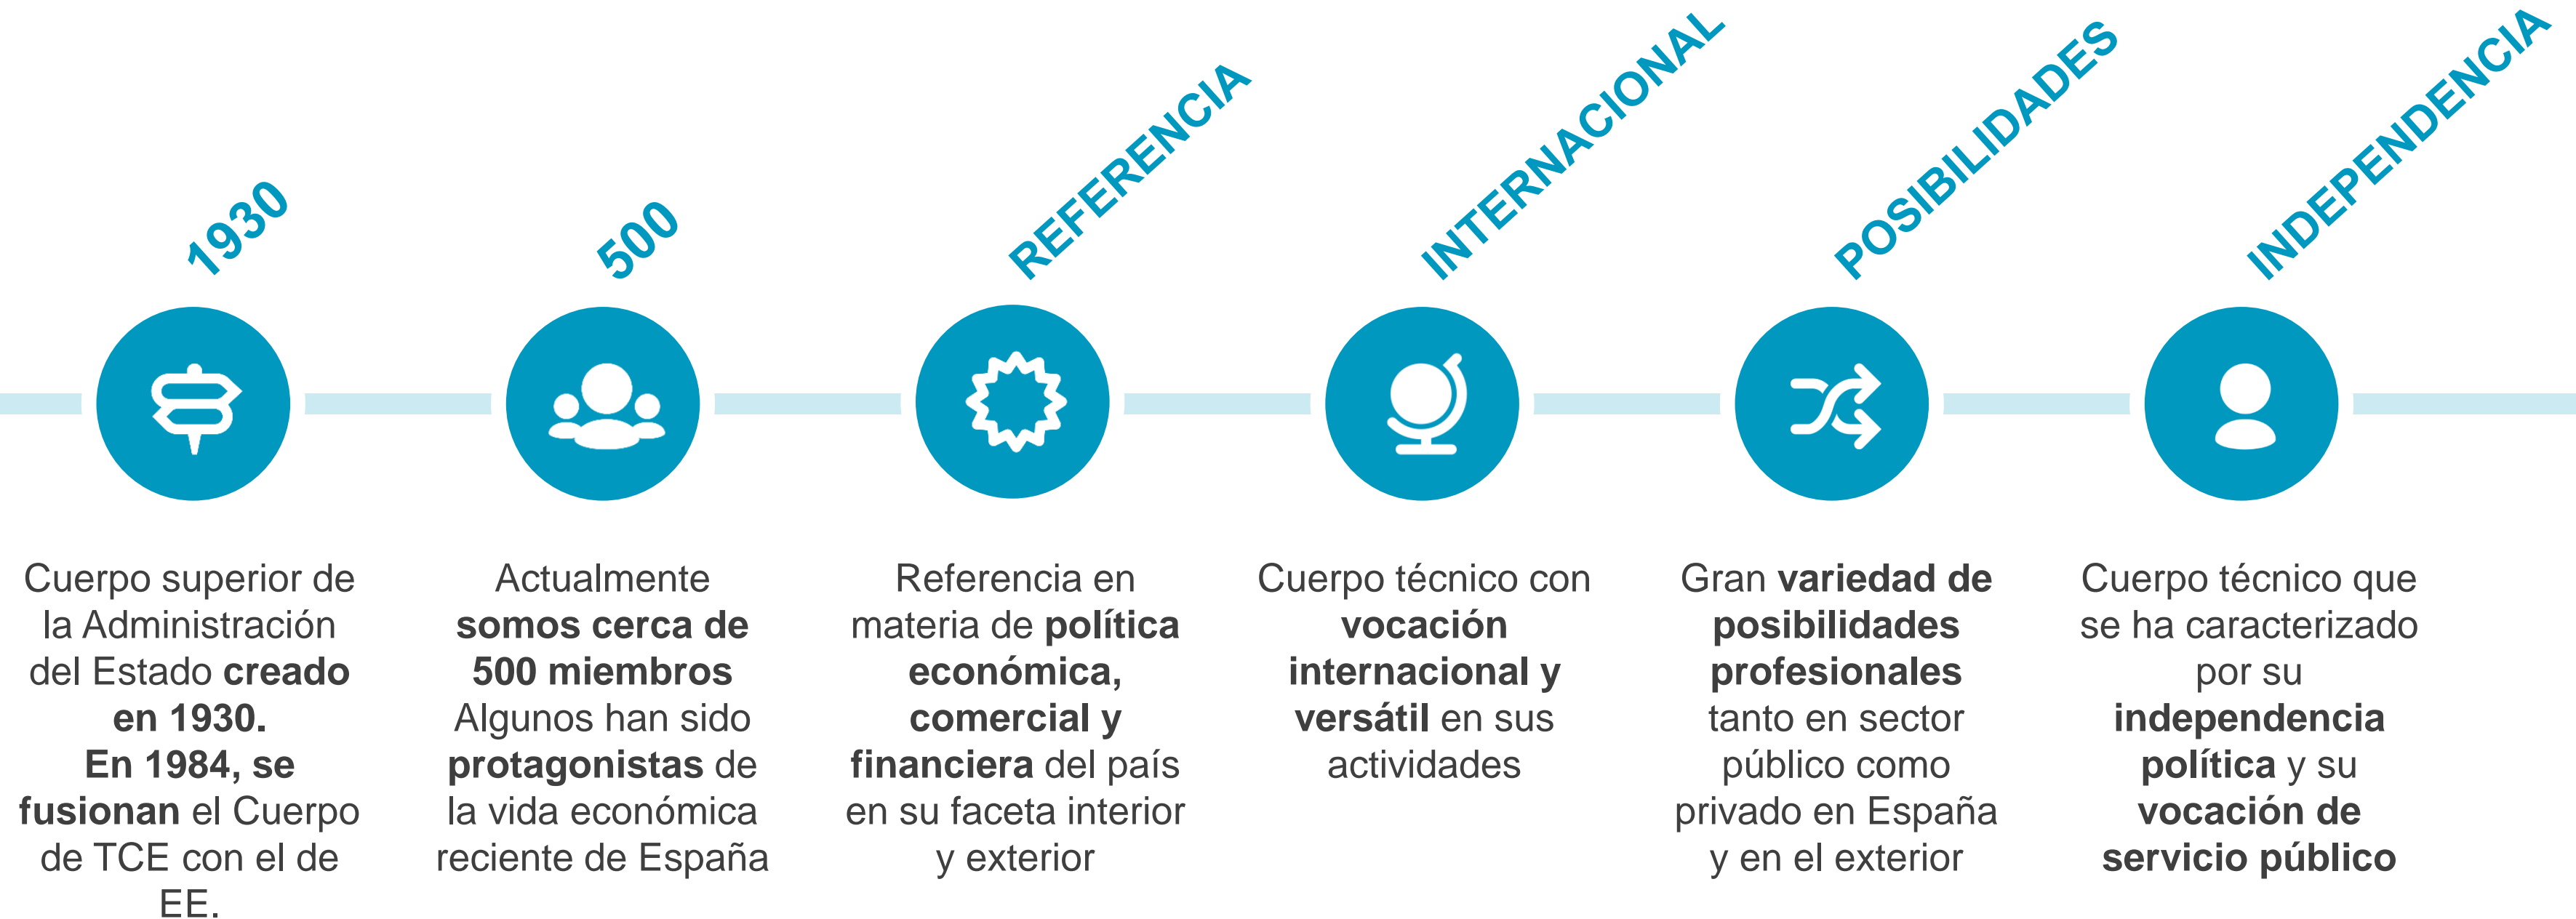 1930
Cuerpo superior de
la Administración
del Estado creado
en 1930.
En 1984, se
fusionan el Cuerpo
de TCE con el de
EE.
500
Actualmente
somos cerca de
500 miembros
Algunos han sido
protagonistas de
la vida económica
reciente de España
REFERENCIA
Referencia en
materia de política
económica,
comercial y
financiera del país
en su faceta interior
y exterior
INTERNACIONAL
Cuerpo técnico con
vocación
internacional y
versátil en sus
actividades
POSIBILIDADES
Gran variedad de
posibilidades
profesionales
tanto en sector
público como
privado en España
y en el exterior
INDEPENDENCIA
Cuerpo técnico que
se ha caracterizado
por su
independencia
política y su
vocación de
servicio público